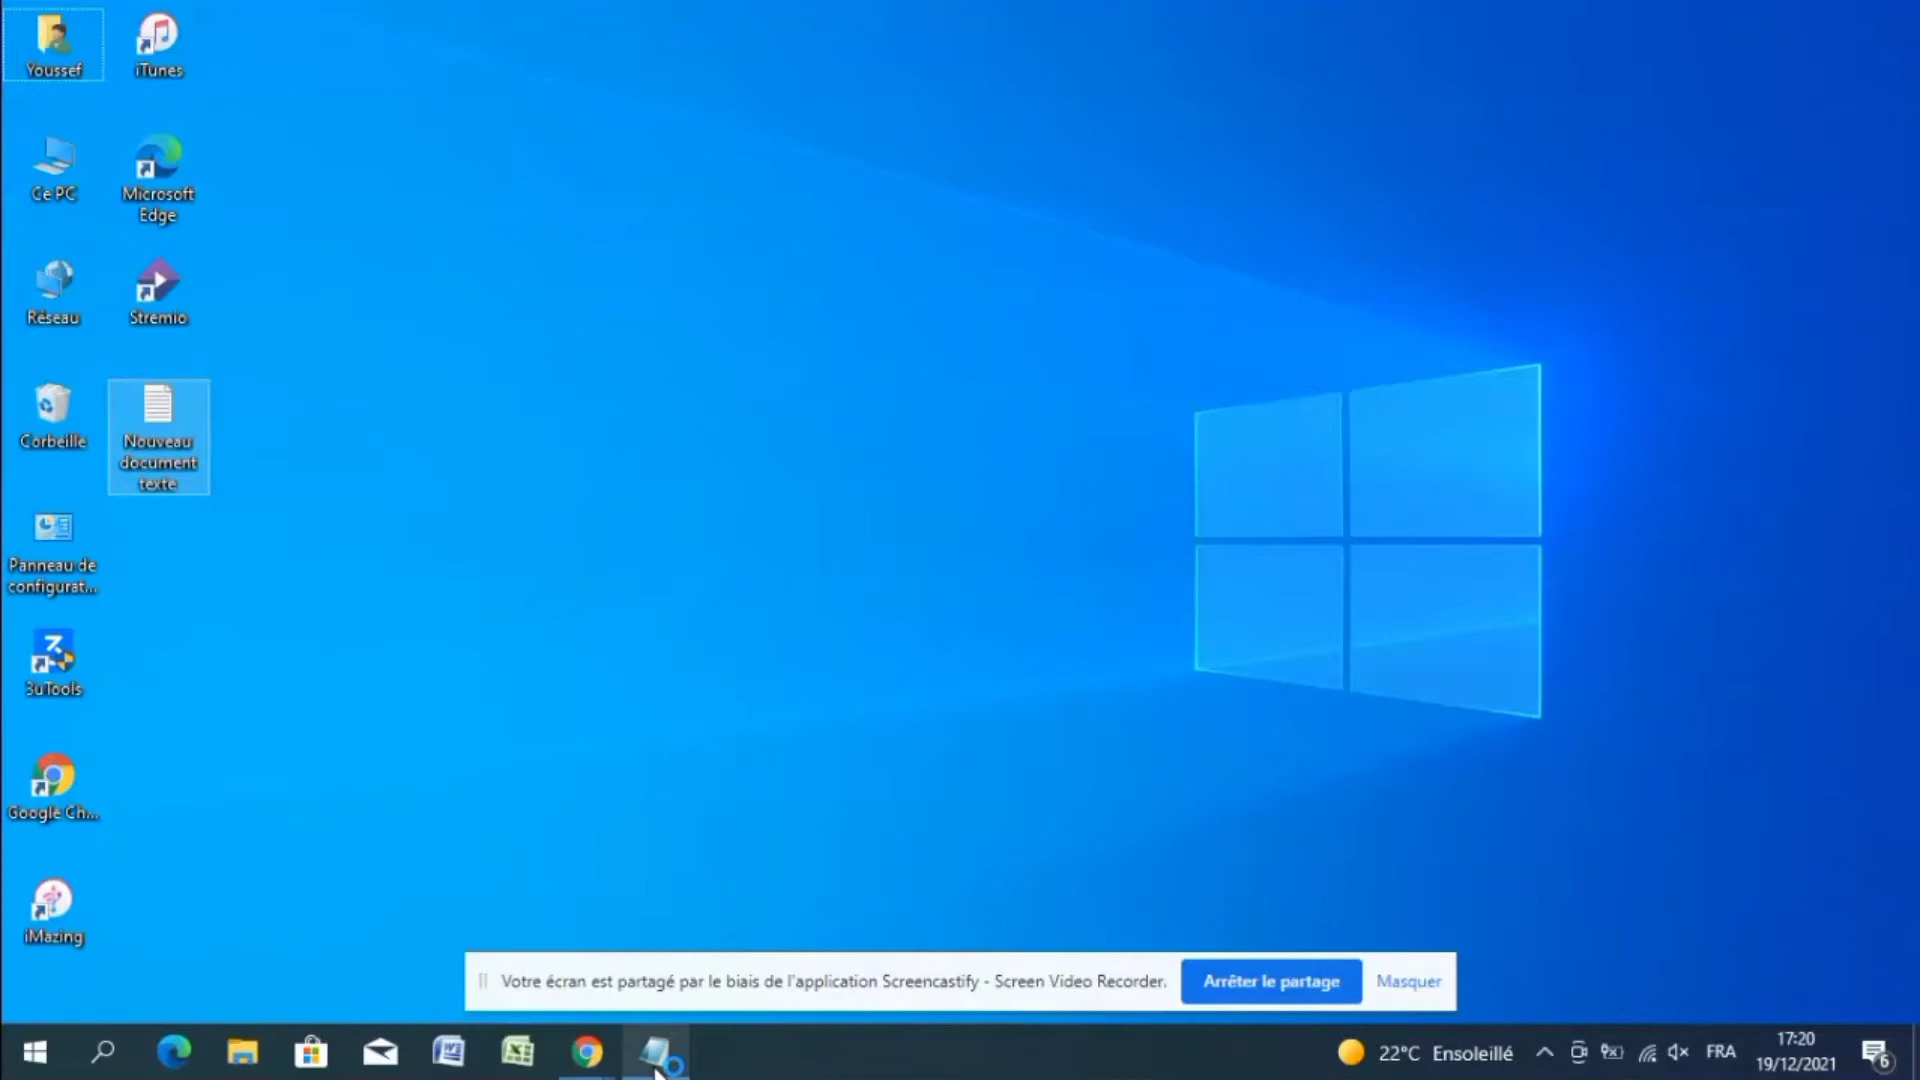 Youssef
iTunes
Ce PC
Microsoft
Edge
Réseau
Stremio
Corbeille
Nouveau
document
texte
Panneau de
configurat...
3uTools
Google Ch...
iMazing
Votre écran est partagé par le biais de l'application Screencastify - Screen Video Recorder.
Arrêter le partage
Masquer
22°C Ensoleillé
FRA
17:20
19/12/2021
6